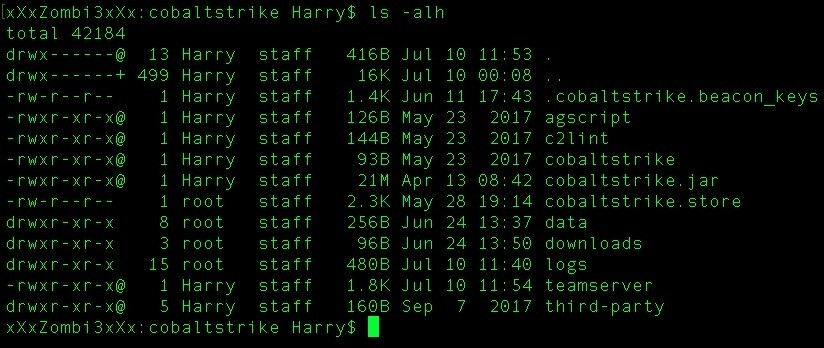 [xXxZombi3xXx:cobaltstrike Harry$ ls -alh
total 42184
drwx------@  13 Harry  staff   416B Jul 10 11:53 .
drwx------+ 499 Harry  staff    16K Jul 10 00:08 ..
-rw-r--r--    1 Harry  staff   1.4K Jun 11 17:43 .cobaltstrike.beacon_keys
-rwxr-xr-x@   1 Harry  staff   126B May 23  2017 agscript
-rwxr-xr-x@   1 Harry  staff   144B May 23  2017 c2lint
-rwxr-xr-x@   1 Harry  staff    93B May 23  2017 cobaltstrike
-rwxr-xr-x@   1 Harry  staff    21M Apr 13 08:42 cobaltstrike.jar
-rw-r--r--    1 root   staff   2.3K May 28 19:14 cobaltstrike.store
drwxr-xr-x    8 root   staff   256B Jun 24 13:37 data
drwxr-xr-x    3 root   staff    96B Jun 24 13:50 downloads
drwxr-xr-x   15 root   staff   480B Jul 10 11:40 logs
-rwxr-xr-x@   1 Harry  staff   1.8K Jul 10 11:54 teamserver
drwxr-xr-x@   5 Harry  staff   160B Sep  7  2017 third-party
xXxZombi3xXx:cobaltstrike Harry$